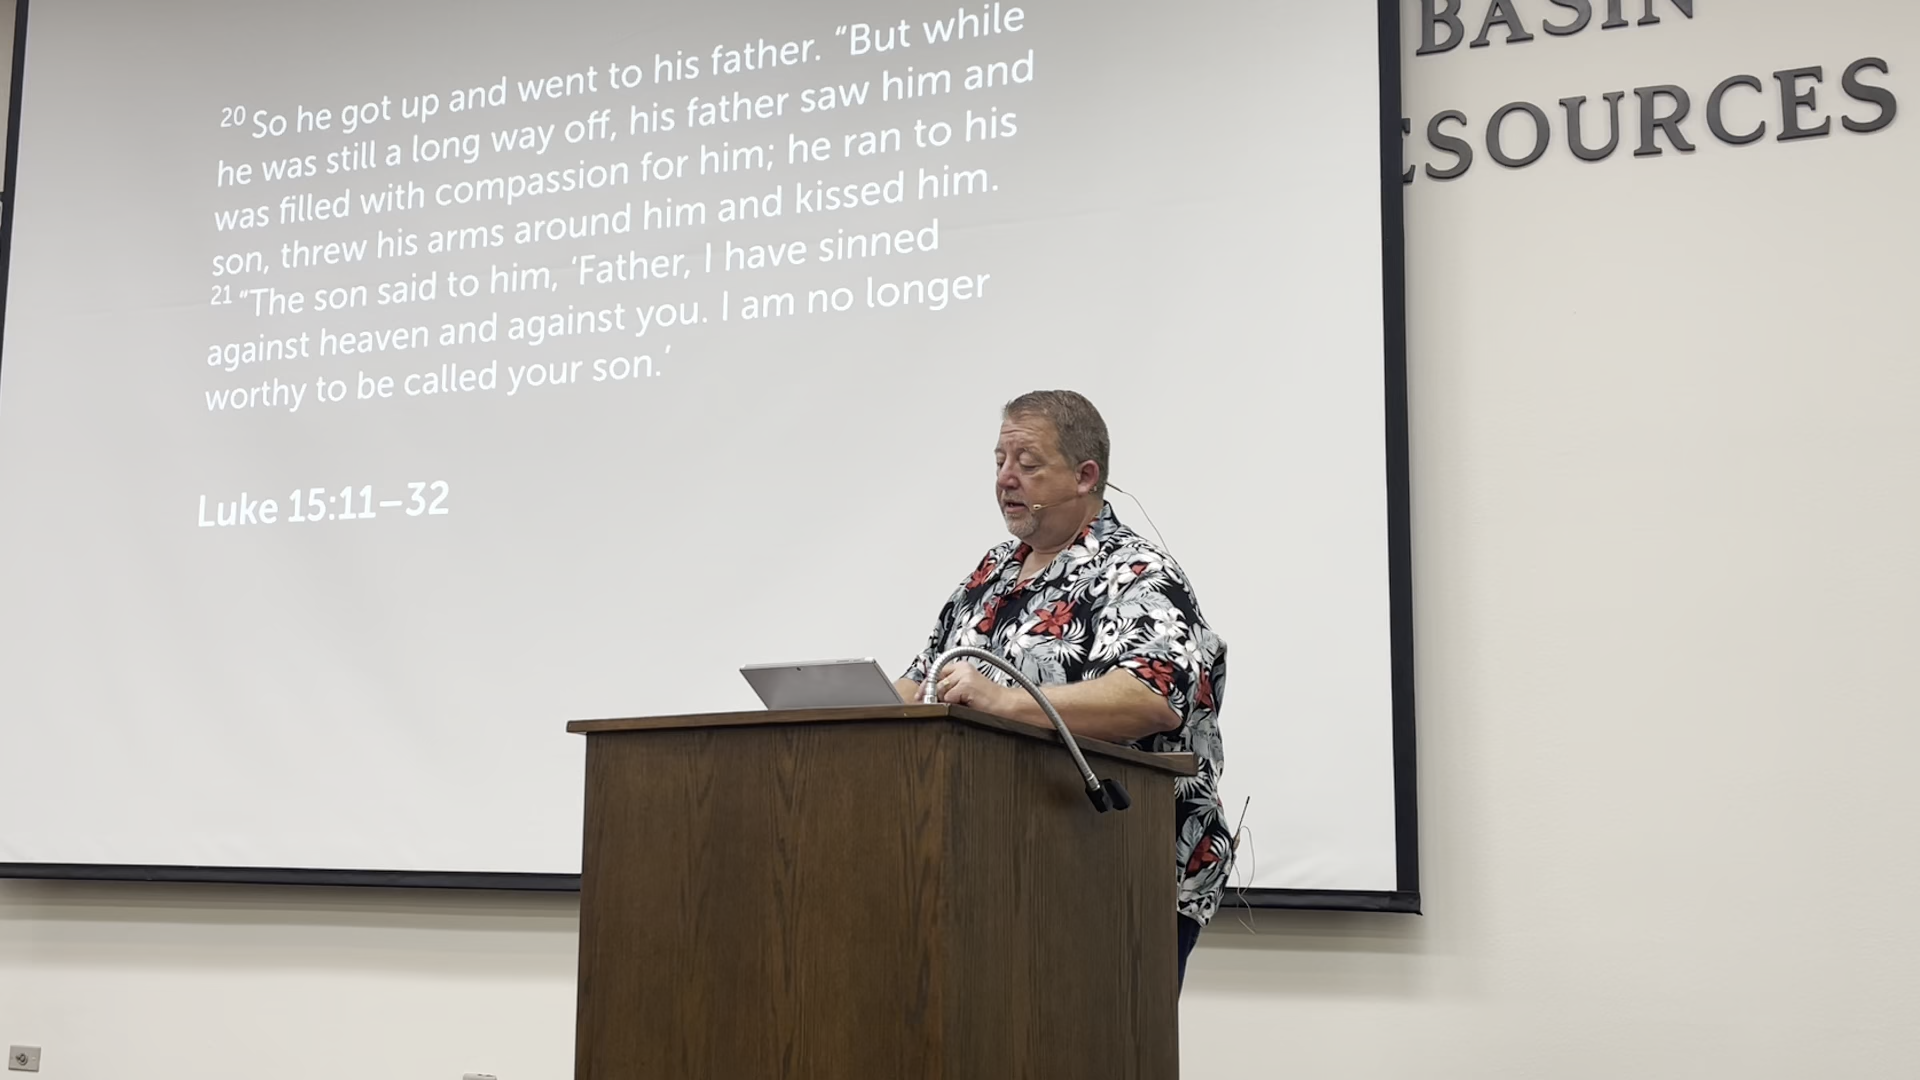 20 So he got up and went to his father. “But while
he was still a long way off, his father saw him and
was filled with compassion for him; he ran to his
son, threw his arms around him and kissed him.
21 “The son said to him, ‘Father, I have sinned
against heaven and against you. I am no longer
worthy to be called your son.’
Luke 15:11–32
BASIN
ESOURCES